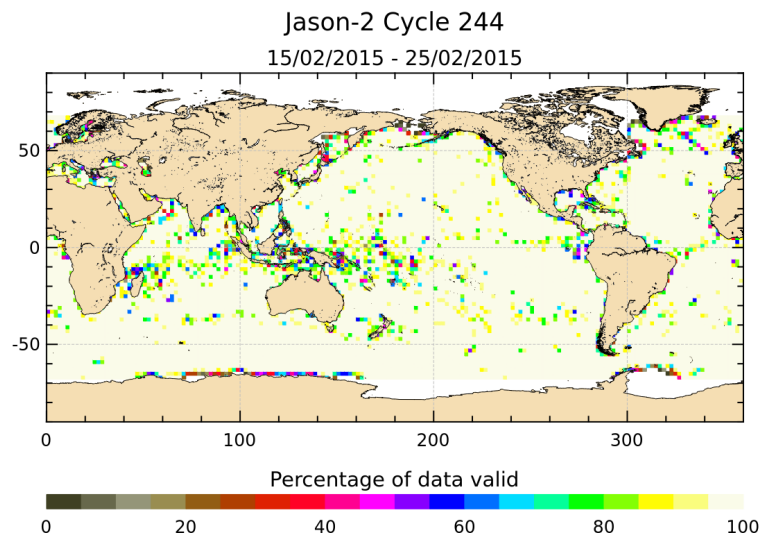 Jason-2 Cycle 244
15/02/2015 - 25/02/2015
50
0
-50
0 100 200 300
Percentage of data valid
0 20 40 60 80 100